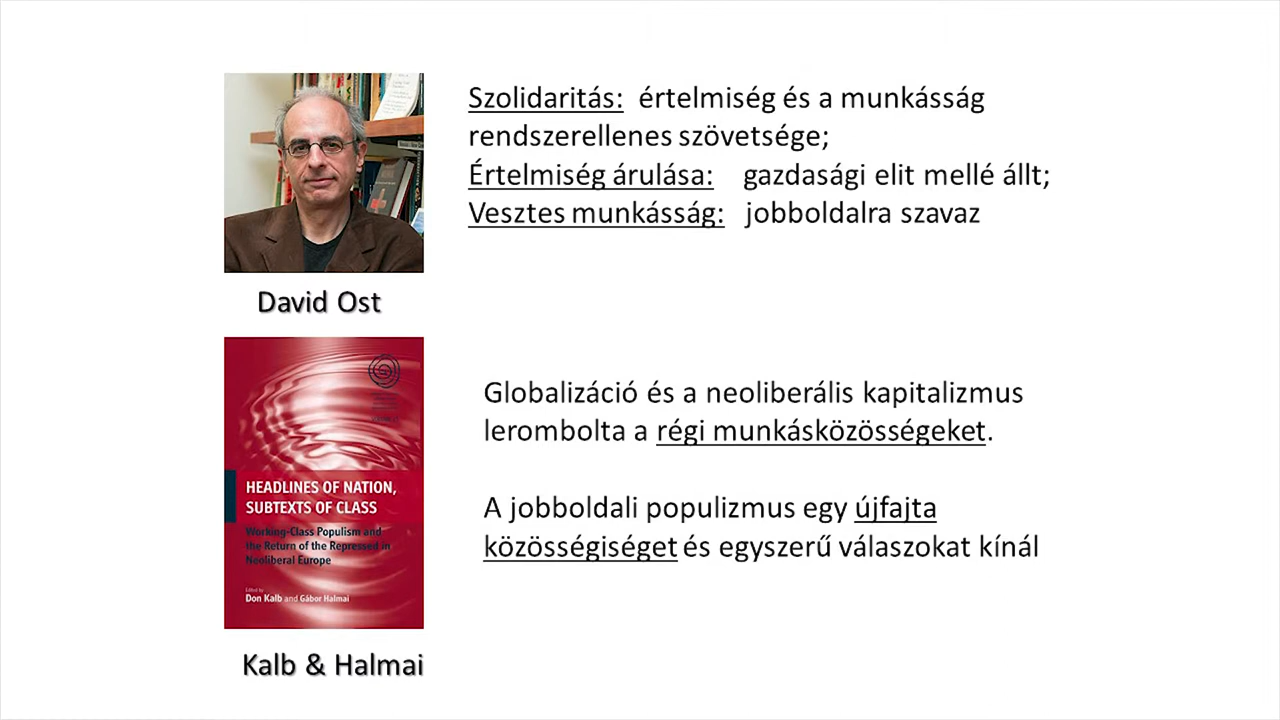 Szolidaritás: értelmiség és a munkásság
rendszerellenes szövetsége;
Értelmiség árulása: gazdasági elit mellé állt;
Vesztes munkásság: jobboldalra szavaz
David Ost
Globalizáció és a neoliberális kapitalizmus
lerombolta a régi munkásközösségeket.
A jobboldali populizmus egy újfajta
közösségiséget és egyszerű válaszokat kínál
HEADLINES OF NATION,
SUBTEXTS OF CLASS
Working-Class Populism and
the Return of the Repressed in
Neoliberal Europe
Edited by
Don Kalb and Gábor Halmai
Kalb & Halmai